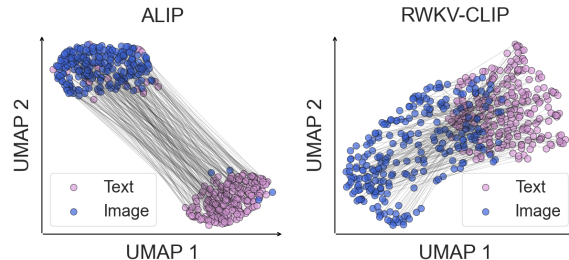 ALIP
UMAP 2
Text
Image
UMAP 1
RWKV-CLIP
UMAP 2
Text
Image
UMAP 1